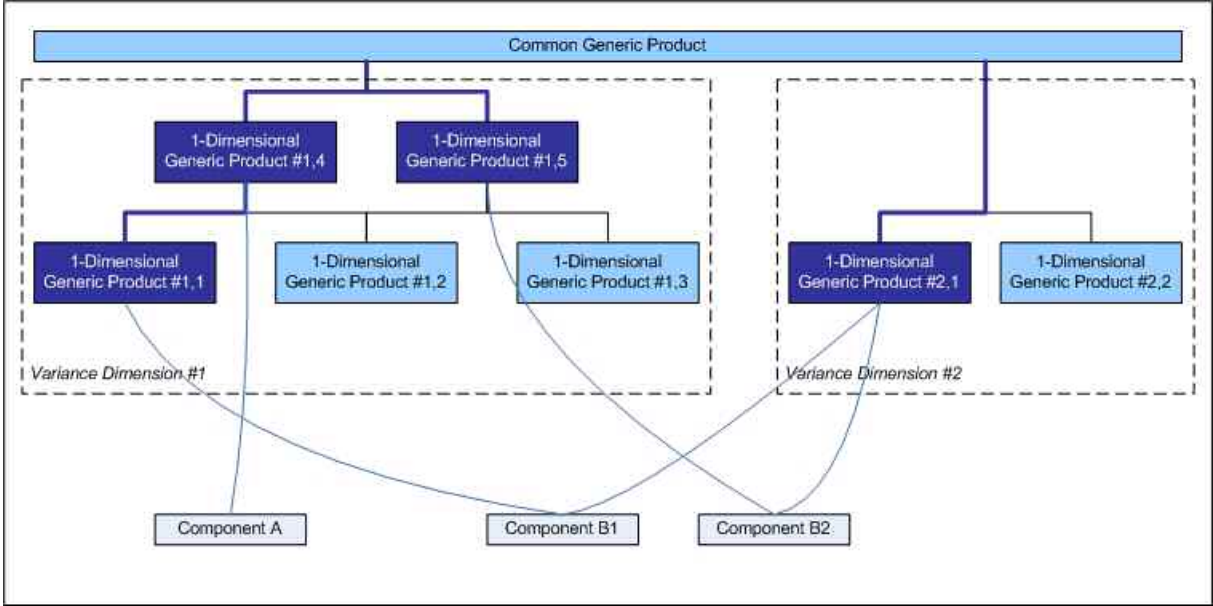 Common Generic Product
1-Dimensional
Generic Product #1,4
1-Dimensional
Generic Product #1,5
1-Dimensional
Generic Product #1,1
1-Dimensional
Generic Product #1,2
1-Dimensional
Generic Product #1,3
1-Dimensional
Generic Product #2,1
1-Dimensional
Generic Product #2,2
Variance Dimension #1
Variance Dimension #2
Component A
Component B1
Component B2